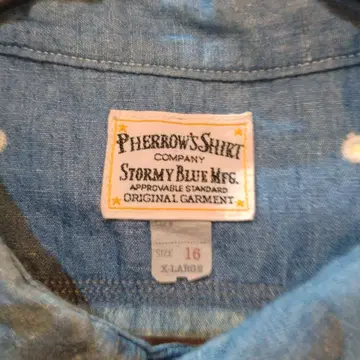 PHERROW'S SHIRT
COMPANY
STORMY BLUE MFG.
APPROVABLE STANDARD
ORIGINAL GARMENT
SIZE 16
X-LARGE